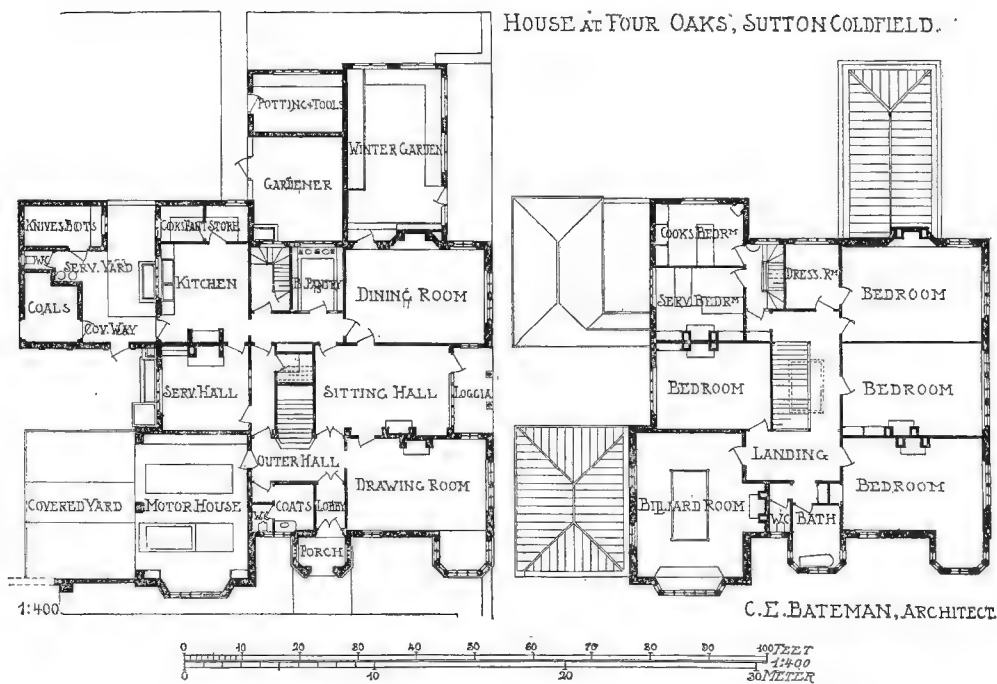 HOUSE AT FOUR OAKS, SUTTON COLDFIELD.
POTTING & TOOLS
WINTER GARDEN
GARDENER
KNIVES BOOTS
COOKS PANT
STORE
WC
SERV. YARD
KITCHEN
B. PANTRY
DINING ROOM
COALS
COV. WAY
SERV. HALL
SITTING HALL
LOGGIA
OUTER HALL
DRAWING ROOM
COVERED YARD
MOTOR HOUSE
WC
COATS
LOBBY
PORCH
1:400
COOKS BEDRM
DRESS. RM
SERV. BEDRM
BEDROOM
BEDROOM
BEDROOM
LANDING
BILLIARD ROOM
BEDROOM
WC
BATH
C.E. BATEMAN, ARCHITECT.
0 10 20 30 40 50 60 70 80 90 100 FEET
1:400
0 10 20 30 METER